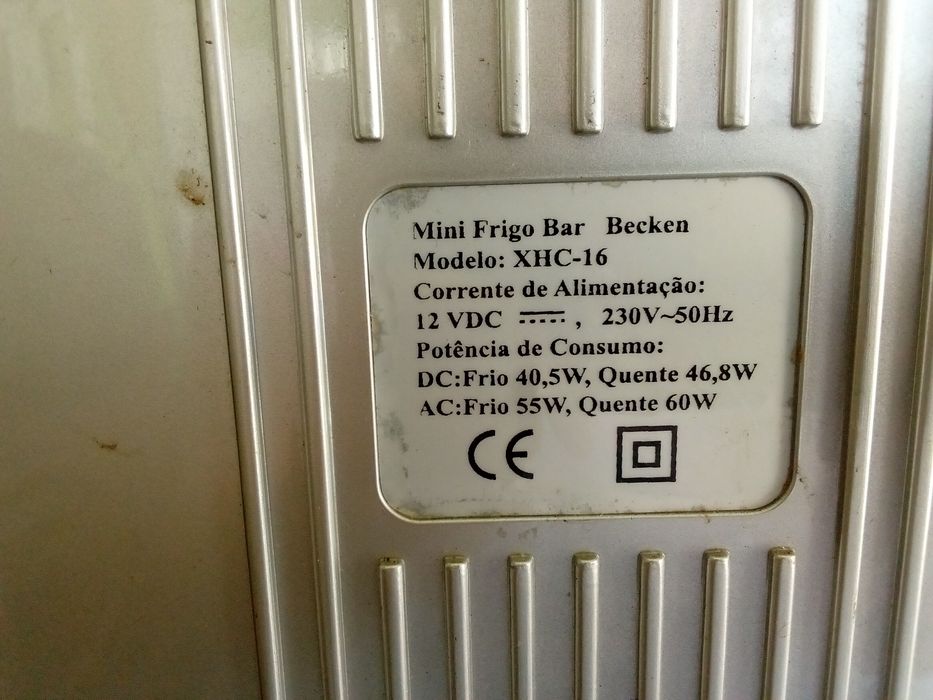 Mini Frigo Bar Becken
Modelo: XHC-16
Corrente de Alimentação:
12 VDC ⎓, 230V~50Hz
Potência de Consumo:
DC:Frio 40,5W, Quente 46,8W
AC:Frio 55W, Quente 60W
CE